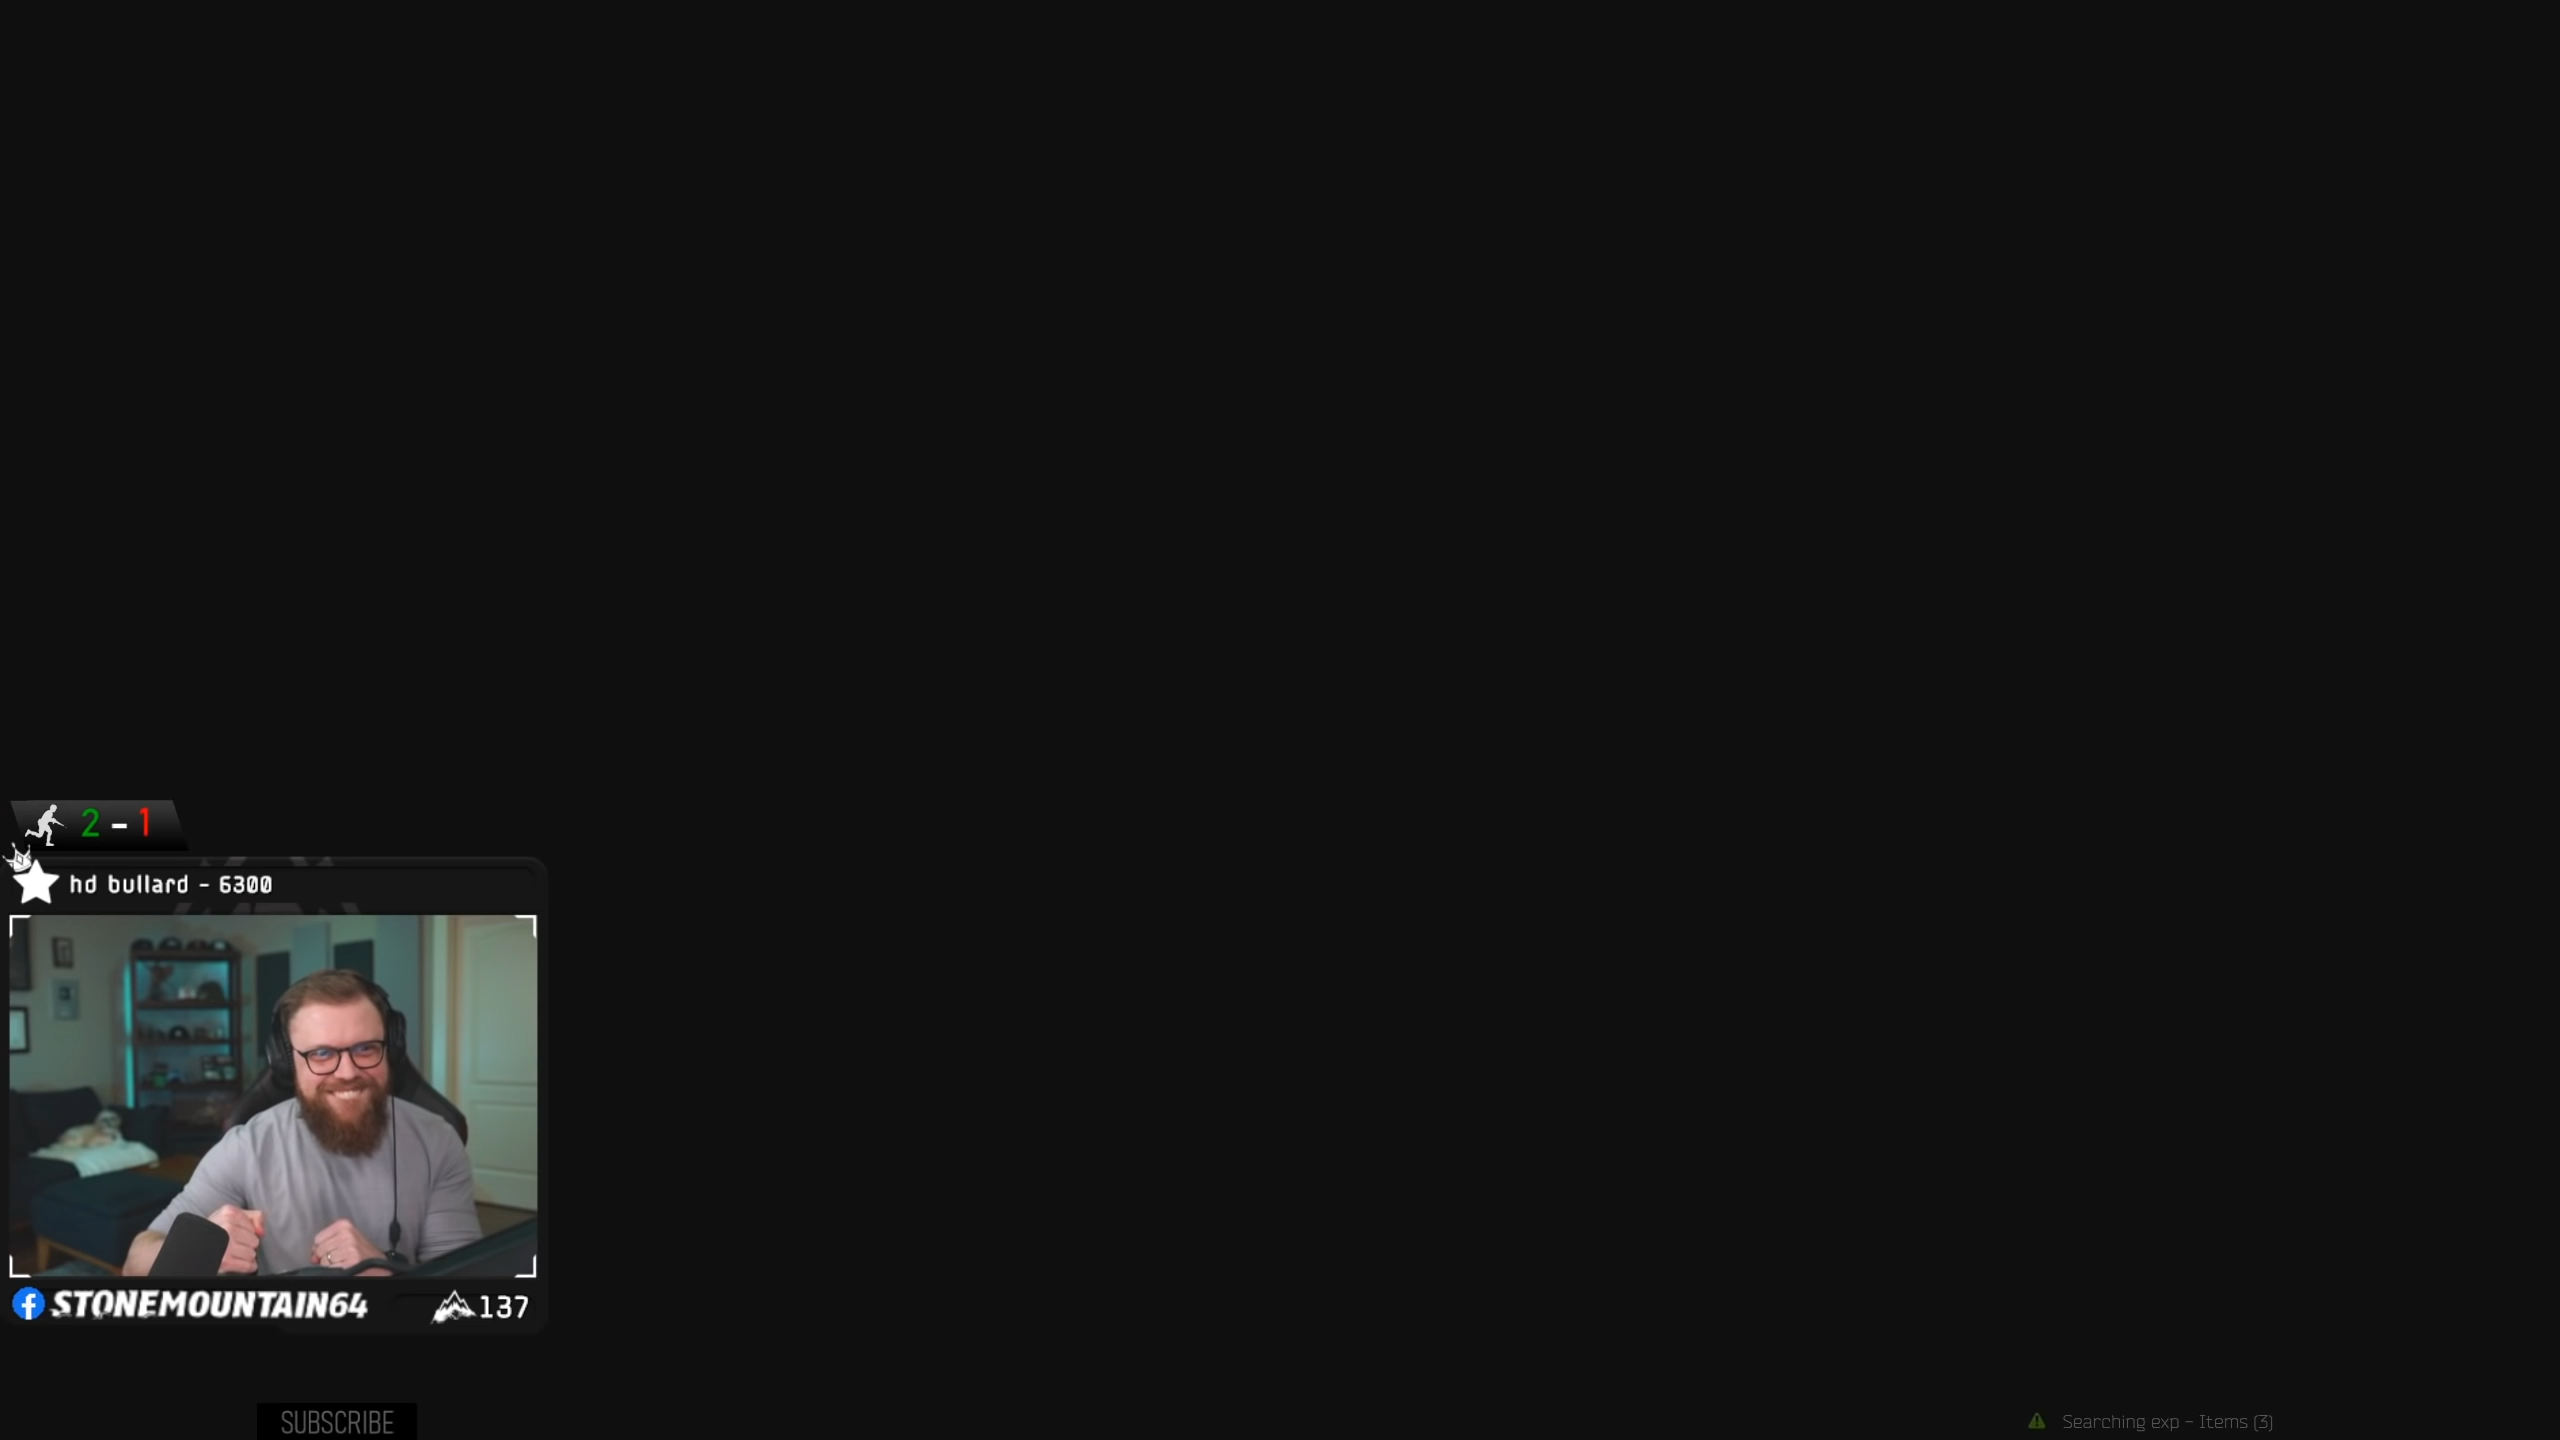 2 - 1
hd bullard - 6300
STONEMOUNTAIN64
137
SUBSCRIBE
Searching exp - Items (3)